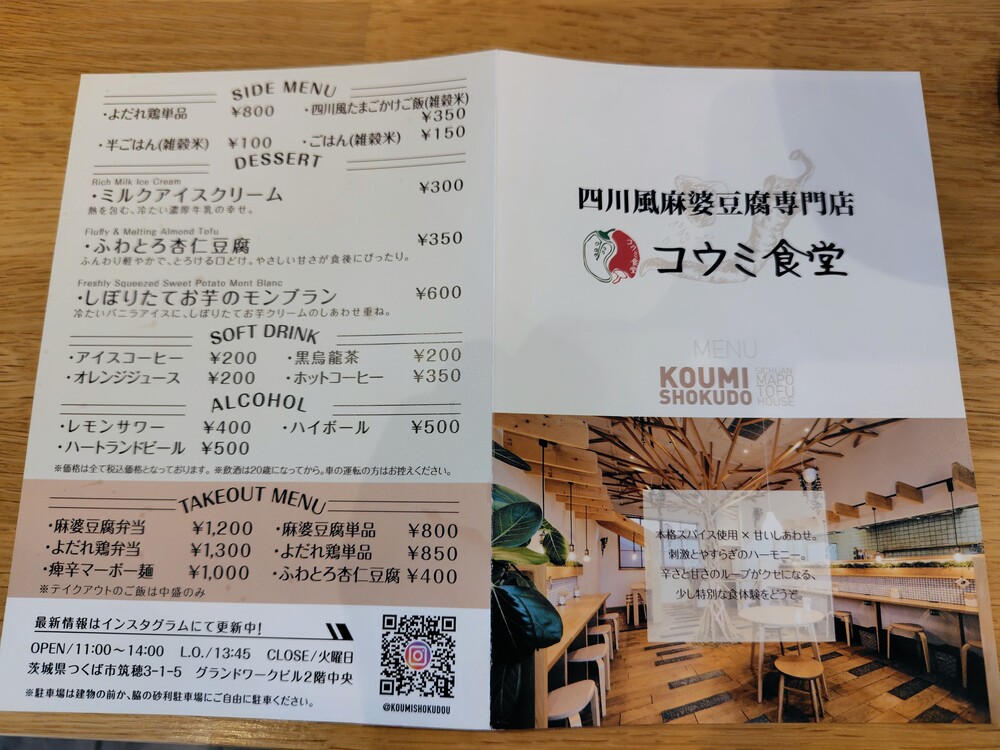 SIDE MENU
・よだれ鶏単品 ¥800 ・四川風たまごかけご飯(雑穀米) ¥350
・半ごはん(雑穀米) ¥100 ・ごはん(雑穀米) ¥150
DESSERT
Rich Milk Ice Cream
・ミルクアイスクリーム ¥300
熱を包む、冷たい濃厚牛乳の幸せ。
Fluffy & Melting Almond Tofu
・ふわとろ杏仁豆腐 ¥350
ふんわり軽やかで、とろける口どけ。やさしい甘さが食後にぴったり。
Freshly Squeezed Sweet Potato Mont Blanc
・しぼりたてお芋のモンブラン ¥600
冷たいバニラアイスに、しぼりたてお芋クリームのしあわせ重ね。
SOFT DRINK
・アイスコーヒー ¥200 ・黒烏龍茶 ¥200
・オレンジジュース ¥200 ・ホットコーヒー ¥350
ALCOHOL
・レモンサワー ¥400 ・ハイボール ¥500
・ハートランドビール ¥500
※価格は全て税込価格となっております。 ※飲酒は20歳になってから。車の運転の方はお控えください。
TAKEOUT MENU
・麻婆豆腐弁当 ¥1,200 ・麻婆豆腐単品 ¥800
・よだれ鶏弁当 ¥1,300 ・よだれ鶏単品 ¥850
・痺辛マーボー麺 ¥1,000 ・ふわとろ杏仁豆腐 ¥400
※テイクアウトのご飯は中盛のみ
最新情報はインスタグラムにて更新中!
OPEN/11:00〜14:00 L.O./13:45 CLOSE/火曜日
茨城県つくば市筑穂3-1-5 グランドワークビル2階中央
※駐車場は建物の前か、脇の砂利駐車場にご自由に駐車ください。
@KOUMISHOKUDOU
四川風麻婆豆腐専門店
コウミ食堂
コウミ食堂
MENU
KOUMI SHOKUDO
SICHUAN
MAPO
TOFU
HOUSE
本格スパイス使用 × 甘いしあわせ。
刺激とやすらぎのハーモニー。
辛さと甘さのループがクセになる、
少し特別な食体験をどうぞ。